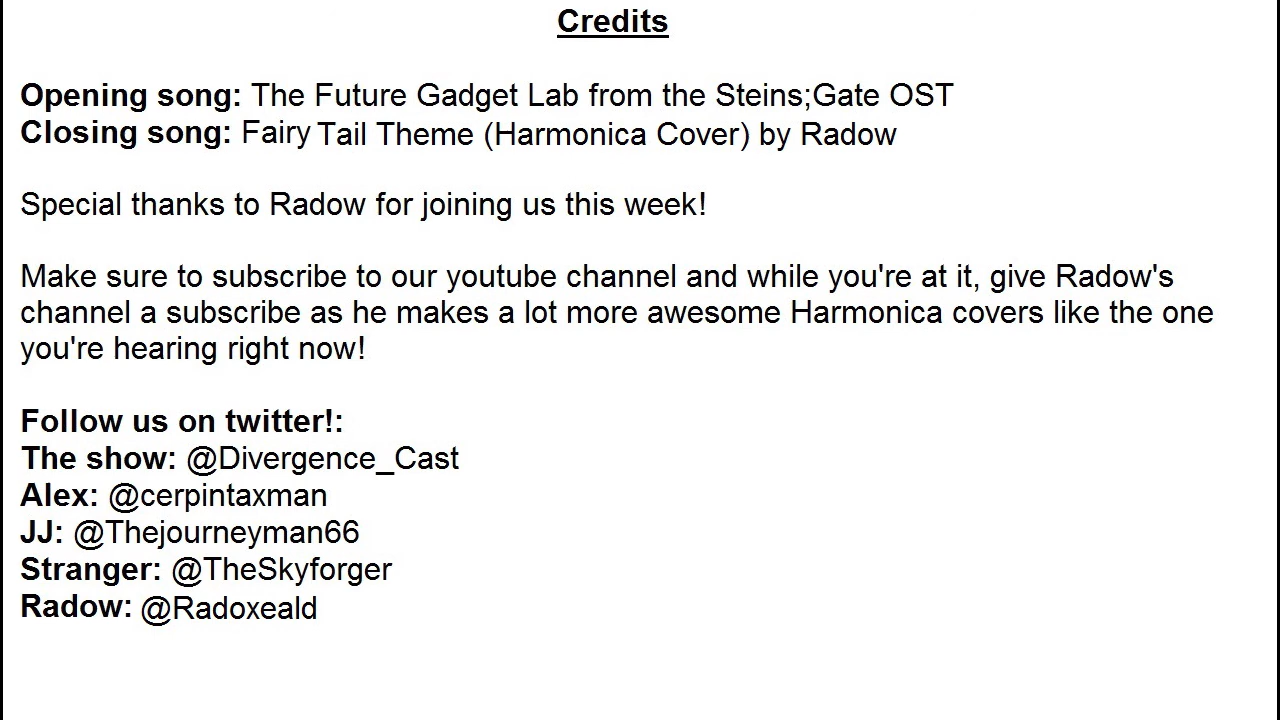 Credits
Opening song: The Future Gadget Lab from the Steins;Gate OST
Closing song: Fairy Tail Theme (Harmonica Cover) by Radow
Special thanks to Radow for joining us this week!
Make sure to subscribe to our youtube channel and while you're at it, give Radow's
channel a subscribe as he makes a lot more awesome Harmonica covers like the one
you're hearing right now!
Follow us on twitter!:
The show: @Divergence_Cast
Alex: @cerpintaxman
JJ: @Thejourneyman66
Stranger: @TheSkyforger
Radow: @Radoxeald